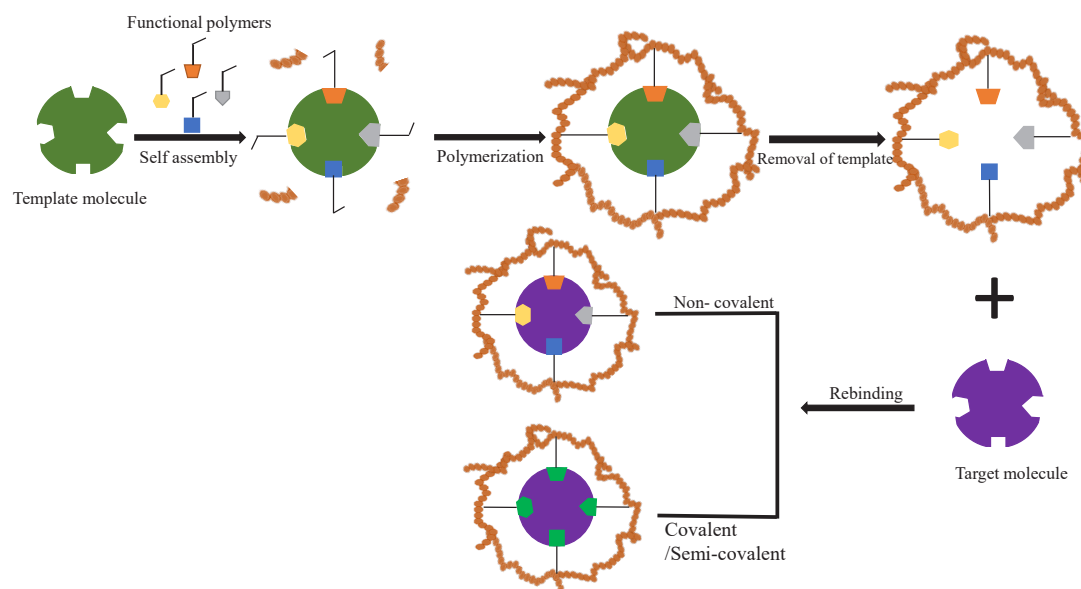 Functional polymers
Template molecule
Self assembly
Polymerization
Removal of template
Non- covalent
Rebinding
Target molecule
Covalent
/Semi-covalent